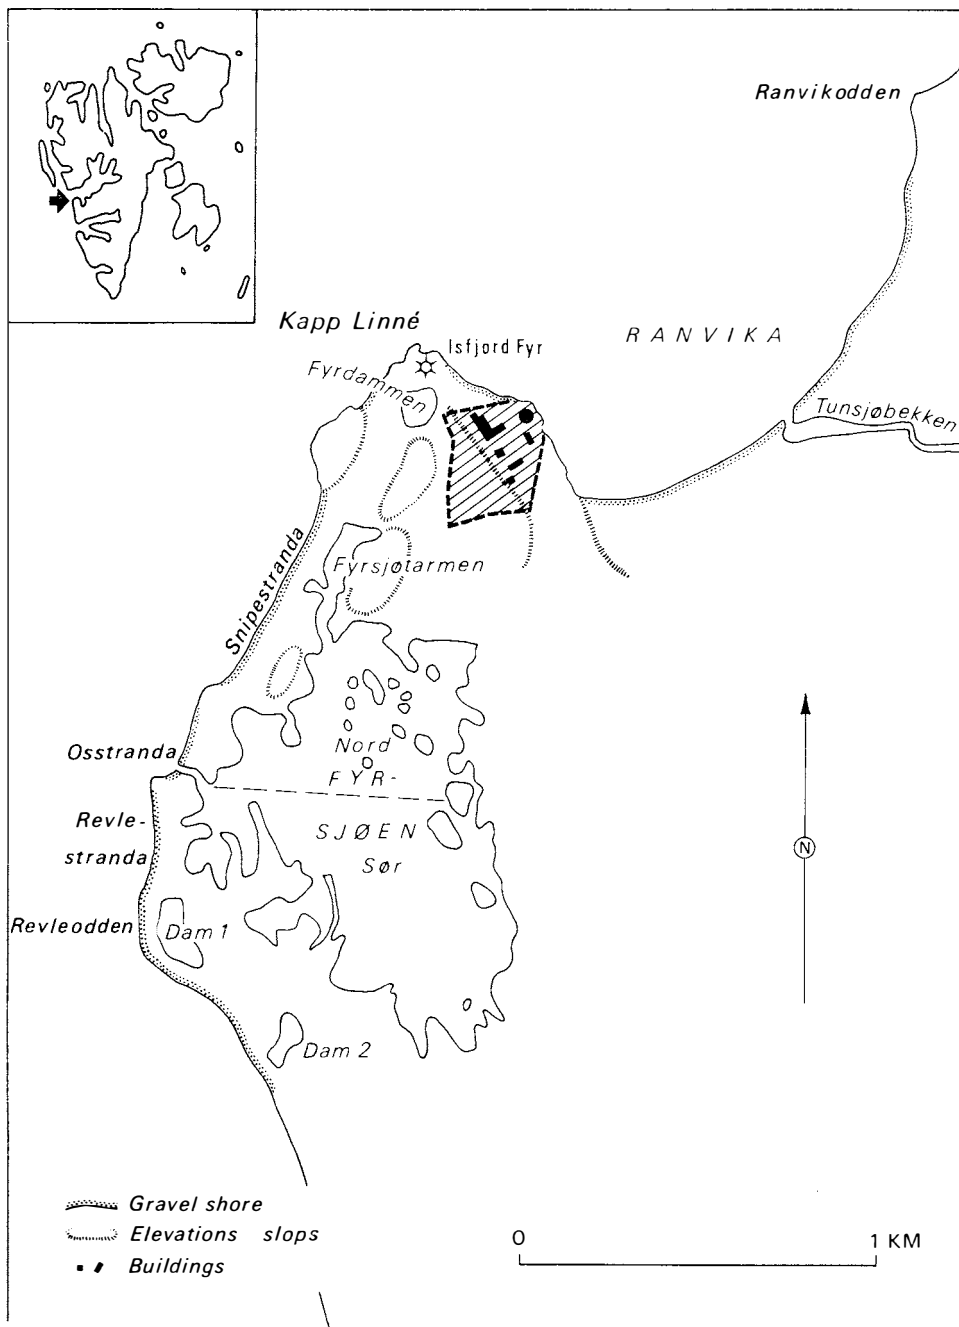 Ranvikodden
Kapp Linné
RANVIKA
Isfjord Fyr
Fyrdammen
Tunsjøbekken
Snipestranda
Fyrsjøtarmen
Nord
Osstranda
FYR-
Revle-
stranda
SJØEN
Sør
Revleodden
Dam 1
Dam 2
N
Gravel shore
Elevations slops
Buildings
0 1 KM